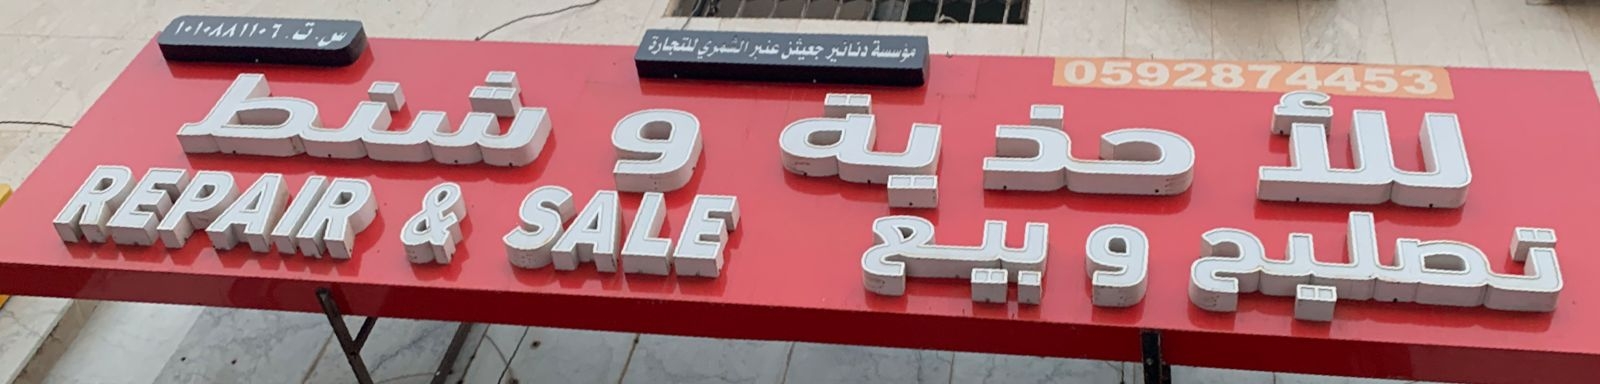 س.ت. ١٠١٠٨٨١١٠٦
مؤسسة دنانير جعيثن عنبر الشمري للتجارة
0592874453
للأحذية و شنط
تصليح و بيع
REPAIR & SALE